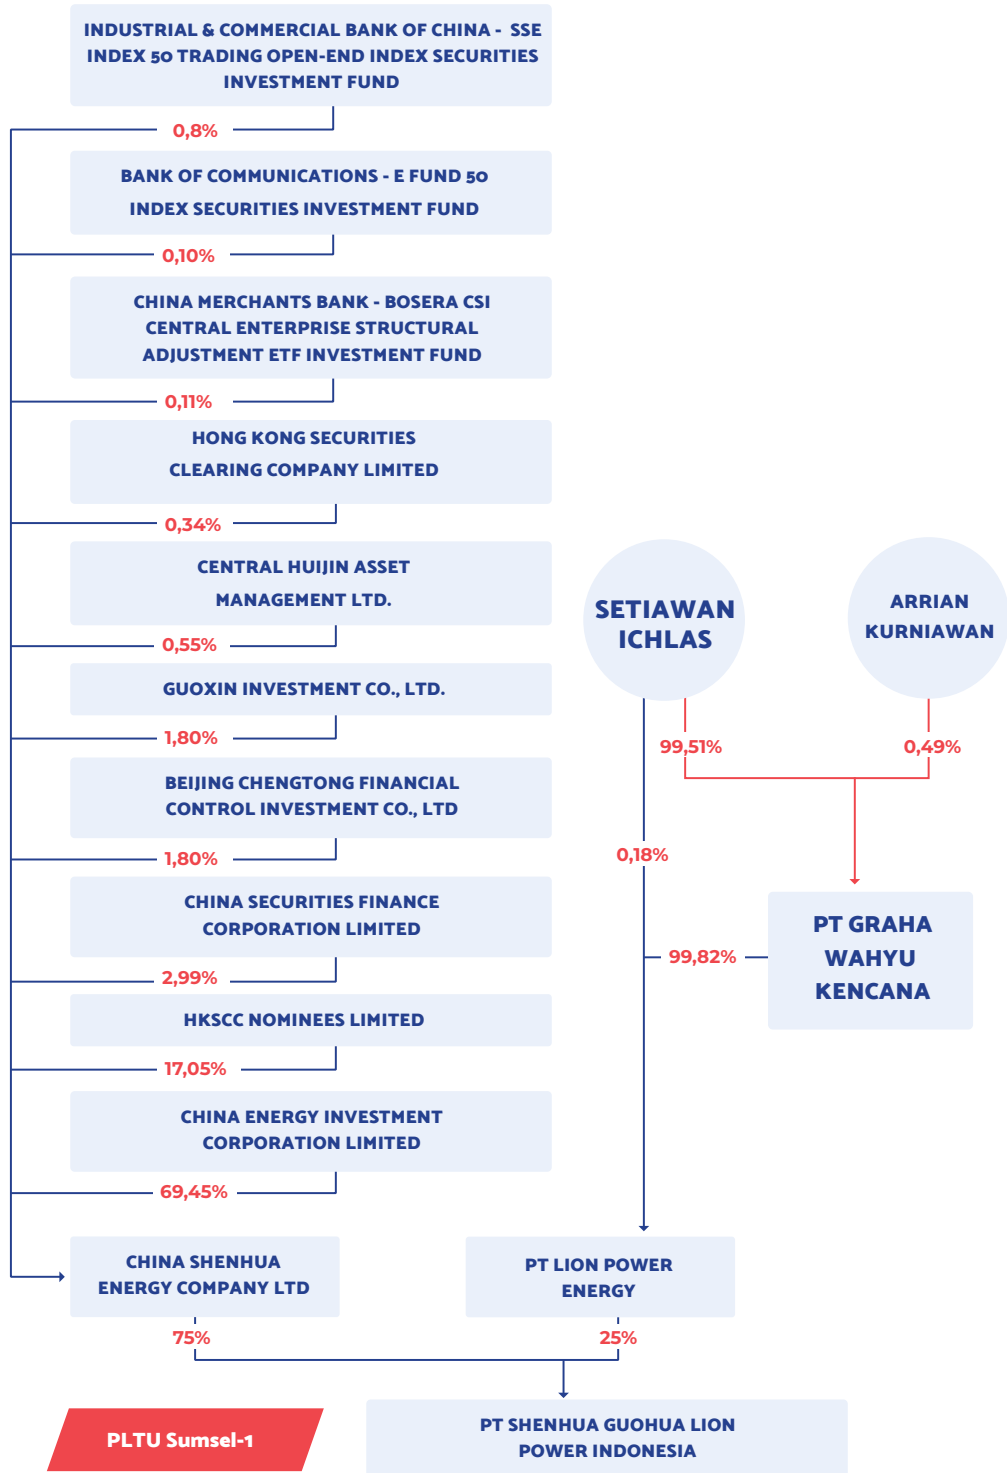 INDUSTRIAL & COMMERCIAL BANK OF CHINA - SSE
INDEX 50 TRADING OPEN-END INDEX SECURITIES
INVESTMENT FUND
0,8%
BANK OF COMMUNICATIONS - E FUND 50
INDEX SECURITIES INVESTMENT FUND
0,10%
CHINA MERCHANTS BANK - BOSERA CSI
CENTRAL ENTERPRISE STRUCTURAL
ADJUSTMENT ETF INVESTMENT FUND
0,11%
HONG KONG SECURITIES
CLEARING COMPANY LIMITED
0,34%
CENTRAL HUIJIN ASSET
MANAGEMENT LTD.
0,55%
GUOXIN INVESTMENT CO., LTD.
1,80%
BEIJING CHENGTONG FINANCIAL
CONTROL INVESTMENT CO., LTD
1,80%
CHINA SECURITIES FINANCE
CORPORATION LIMITED
2,99%
HKSCC NOMINEES LIMITED
17,05%
CHINA ENERGY INVESTMENT
CORPORATION LIMITED
69,45%
CHINA SHENHUA
ENERGY COMPANY LTD
75%
SETIAWAN
ICHLAS
ARRIAN
KURNIAWAN
99,51%
0,49%
0,18%
PT GRAHA
WAHYU
KENCANA
99,82%
PT LION POWER
ENERGY
25%
PLTU Sumsel-1
PT SHENHUA GUOHUA LION
POWER INDONESIA